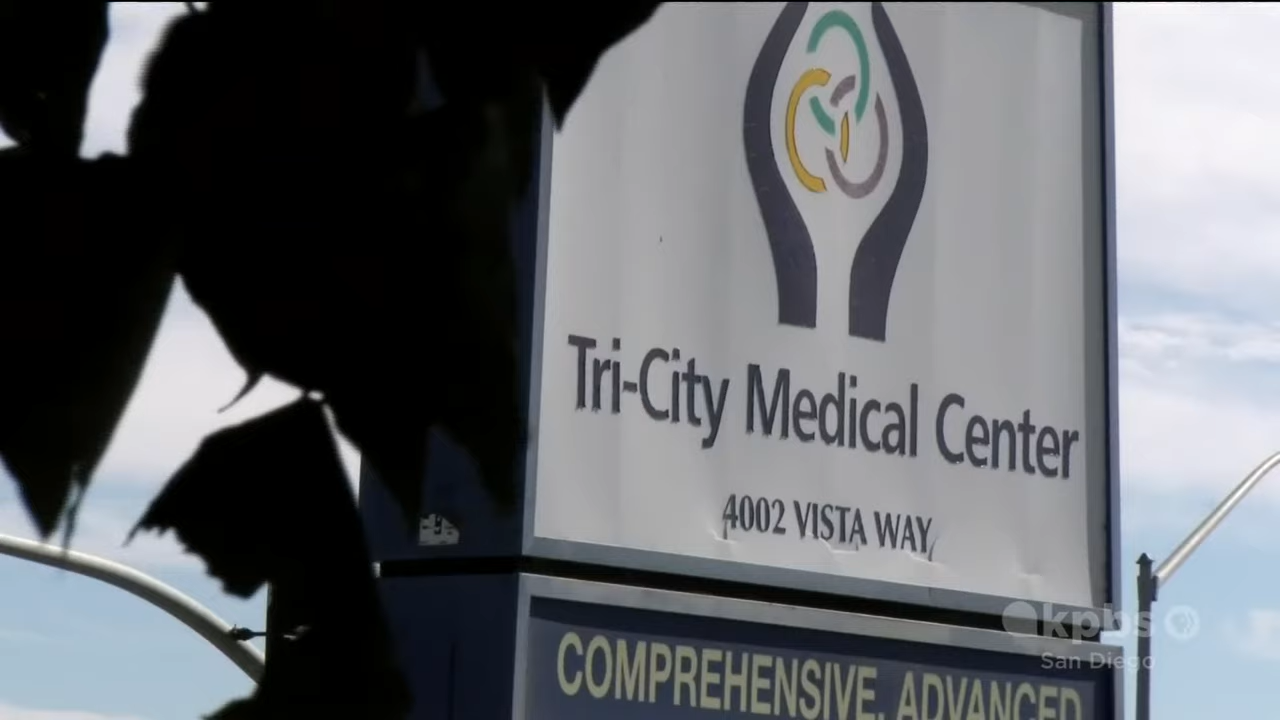 Tri-City Medical Center
4002 VISTA WAY
COMPREHENSIVE, ADVANCED
kpbs
San Diego